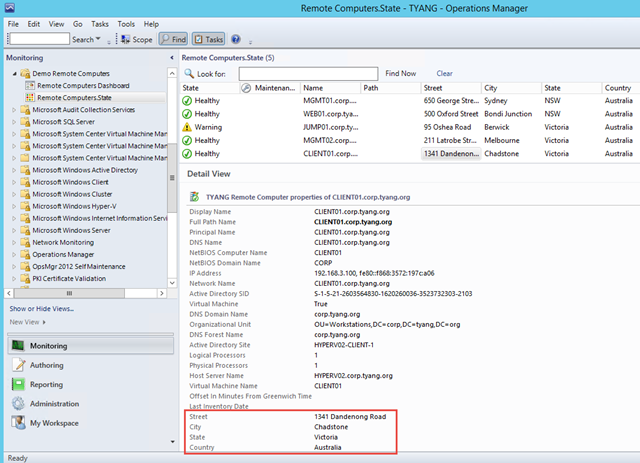 Remote Computers.State - TYANG - Operations Manager
File Edit View Go Tasks Tools Help
Search Scope Find Tasks
Monitoring
Demo Remote Computers
Remote Computers Dashboard
Remote Computers.State
Microsoft Audit Collection Services
Microsoft SQL Server
Microsoft System Center Virtual Machine Man
Microsoft System Center Virtual Machine Man
Microsoft Windows Active Directory
Microsoft Windows Client
Microsoft Windows Cluster
Microsoft Windows Hyper-V
Microsoft Windows Internet Information Servi
Microsoft Windows Server
Network Monitoring
Operations Manager
OpsMgr 2012 Self Maintenance
PKI Certificate Validation
Show or Hide Views...
New View
Monitoring
Authoring
Reporting
Administration
My Workspace
Ready
Remote Computers.State (5)
Look for: Find Now Clear
State Maintenan... Name Path Street City State Country
Healthy MGMT01.corp.... 650 George Stre... Sydney NSW Australia
Healthy WEB01.corp.tya... 500 Oxford Street Bondi Junction NSW Australia
Warning JUMP01.corp.ty... 95 Oshea Road Berwick Victoria Australia
Healthy MGMT02.corp.... 211 Latrobe Stre... Melbourne Victoria Australia
Healthy CLIENT01.corp.... 1341 Dandenong... Chadstone Victoria Australia
Detail View
TYANG Remote Computer properties of CLIENT01.corp.tyang.org
Display Name CLIENT01.corp.tyang.org
Full Path Name CLIENT01.corp.tyang.org
Principal Name CLIENT01.corp.tyang.org
DNS Name CLIENT01.corp.tyang.org
NetBIOS Computer Name CLIENT01
NetBIOS Domain Name CORP
IP Address 192.168.3.100, fe80::f868:3572:197c:a06
Network Name CLIENT01.corp.tyang.org
Active Directory SID S-1-5-21-2603564830-1620260036-3523732303-2103
Virtual Machine True
DNS Domain Name corp.tyang.org
Organizational Unit OU=Workstations,DC=corp,DC=tyang,DC=org
DNS Forest Name corp.tyang.org
Active Directory Site HYPERV02-CLIENT-1
Logical Processors 1
Physical Processors 1
Host Server Name HYPERV02.corp.tyang.org
Virtual Machine Name CLIENT01
Offset In Minutes From Greenwich Time
Last Inventory Date
Street 1341 Dandenong Road
City Chadstone
State Victoria
Country Australia